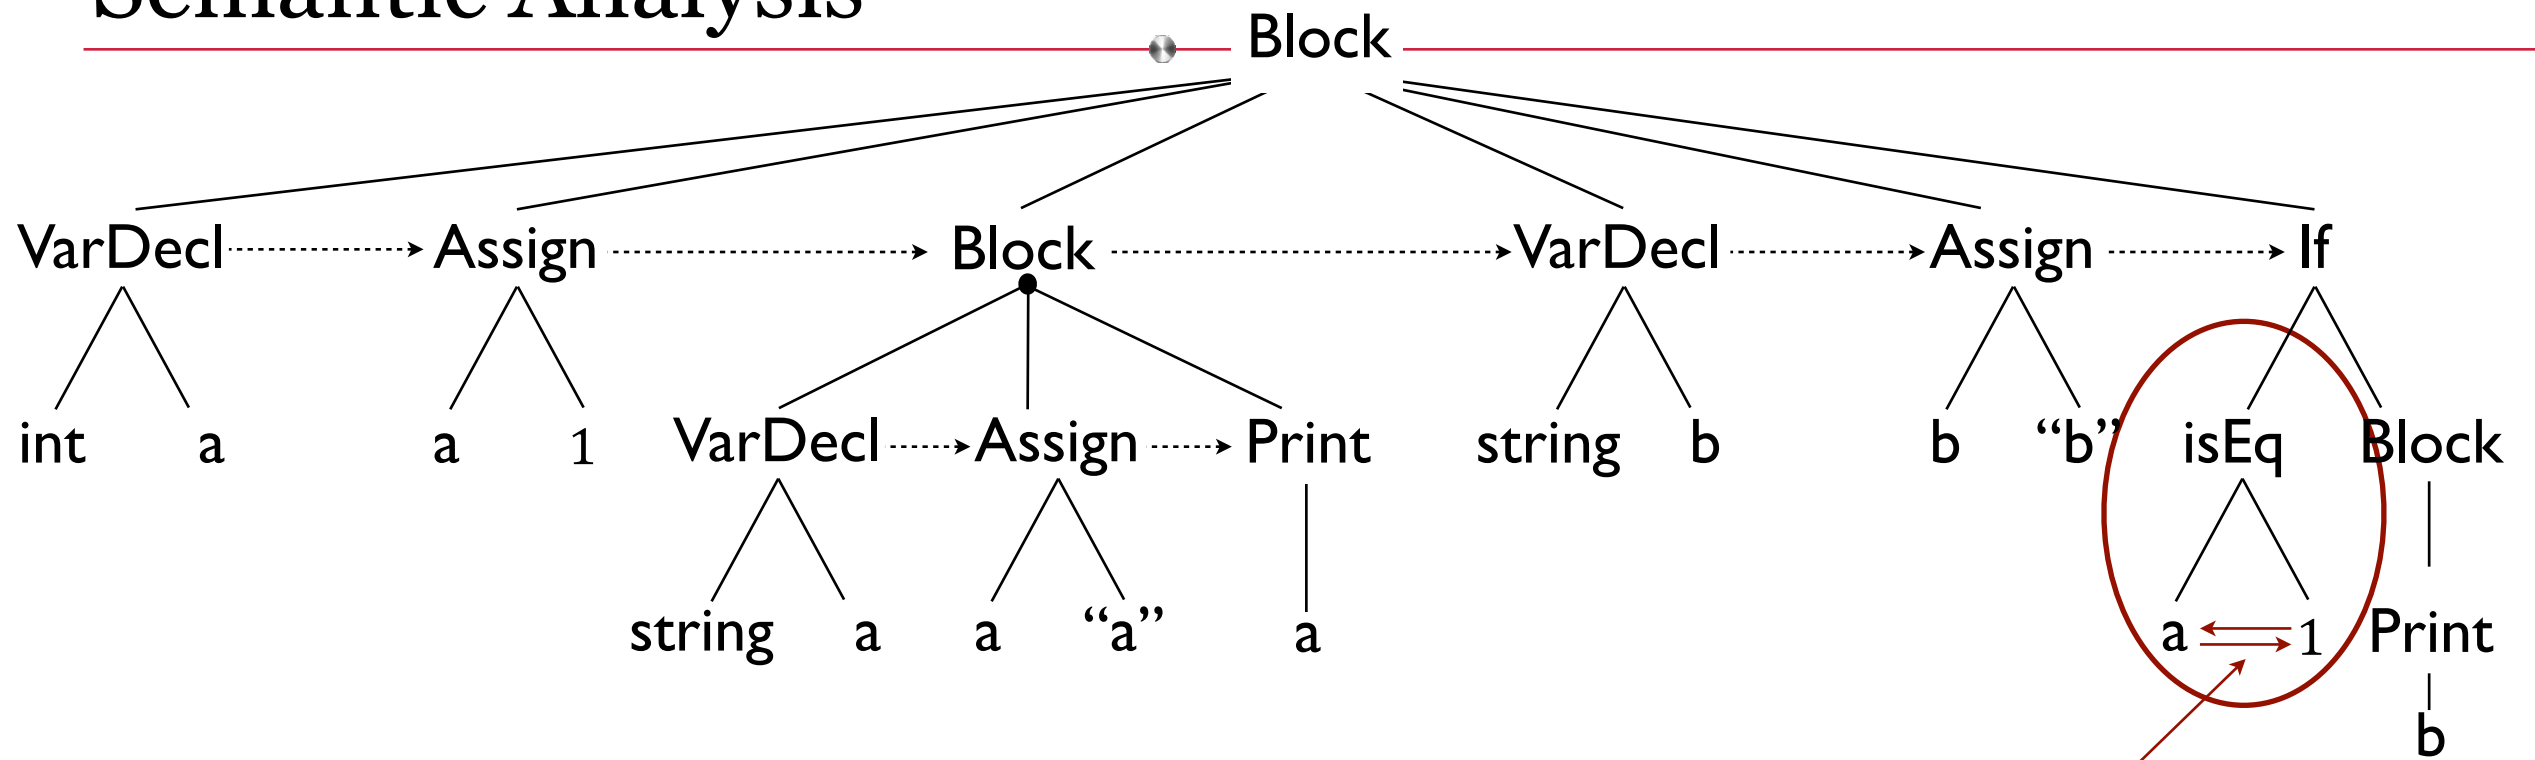 Semantic Analysis
Block
VarDecl Assign Block VarDecl Assign If
int a a 1 VarDecl Assign Print string b b “b” isEq Block
string a a “a” a a 1 Print
b